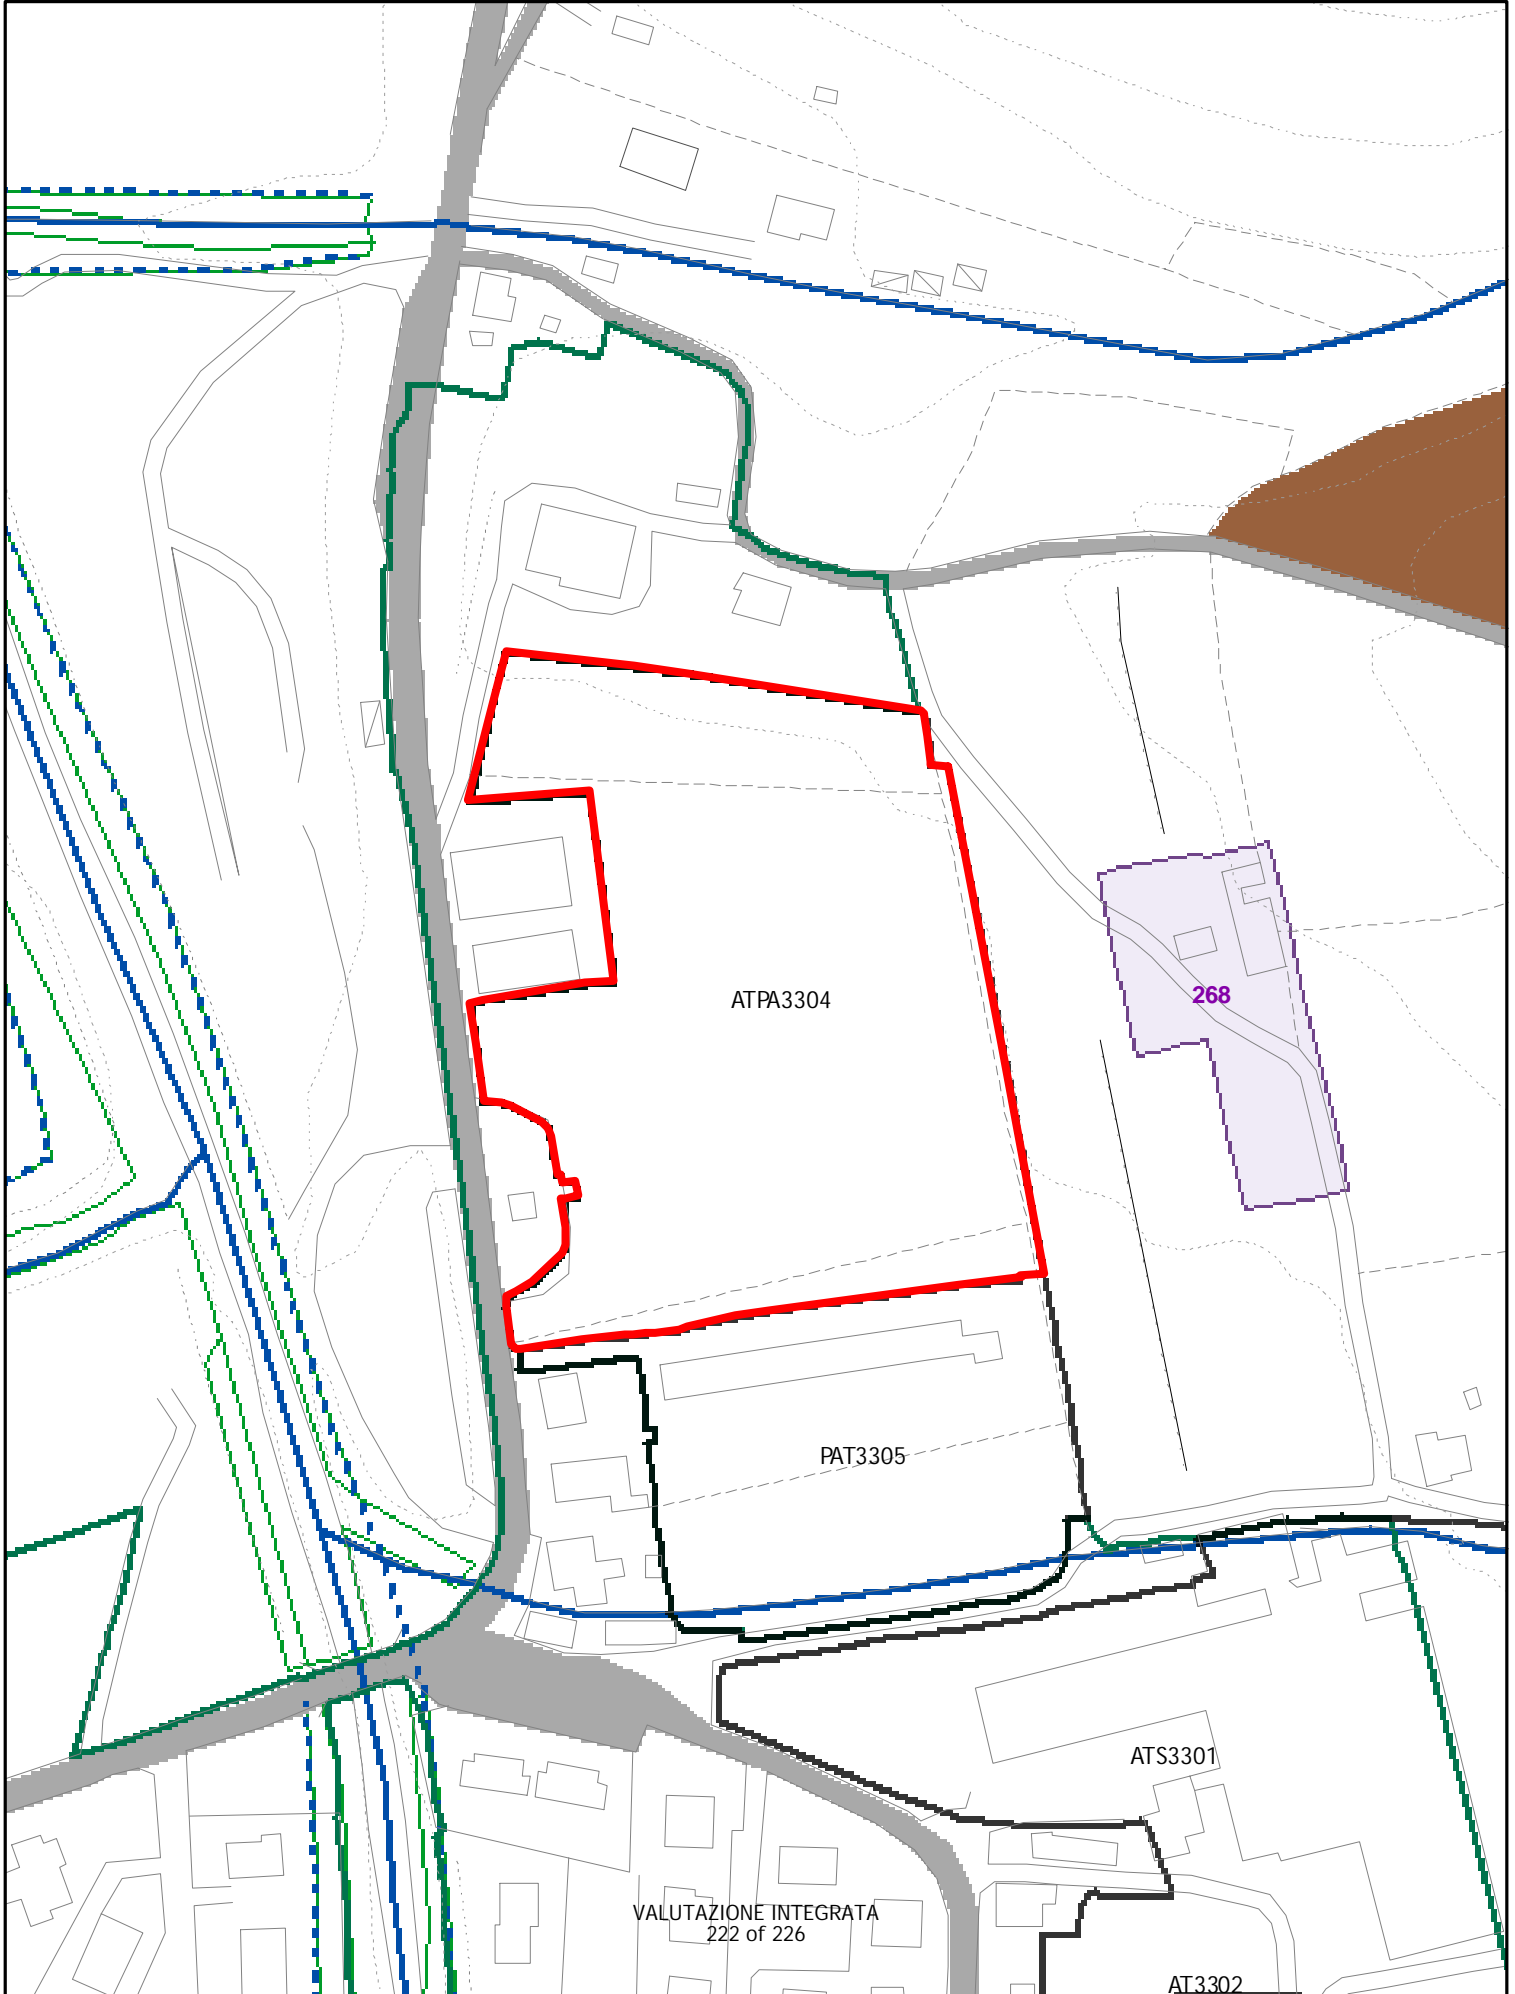 268
ATPA3304
PAT3305
ATS3301
VALUTAZIONE INTEGRATA
222 of 226
AT3302